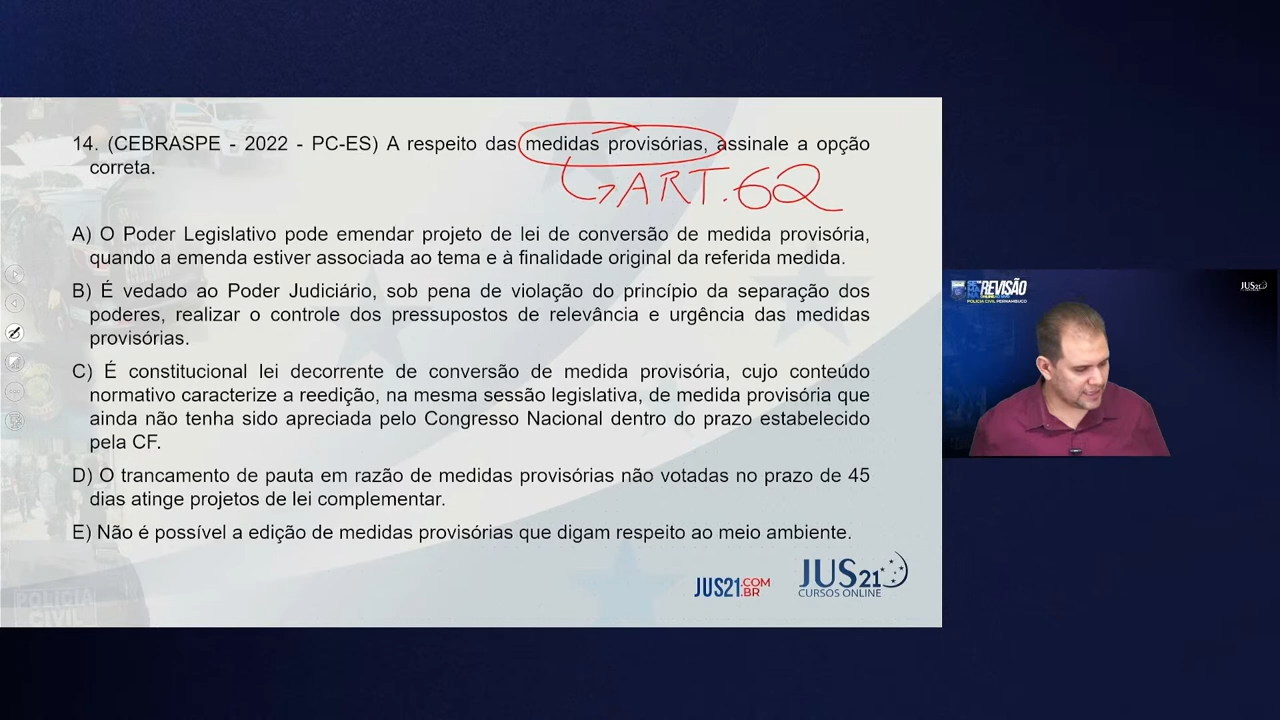 14. (CEBRASPE - 2022 - PC-ES) A respeito das medidas provisórias, assinale a opção
correta.
ART.62
A) O Poder Legislativo pode emendar projeto de lei de conversão de medida provisória,
quando a emenda estiver associada ao tema e à finalidade original da referida medida.
B) É vedado ao Poder Judiciário, sob pena de violação do princípio da separação dos
poderes, realizar o controle dos pressupostos de relevância e urgência das medidas
provisórias.
C) É constitucional lei decorrente de conversão de medida provisória, cujo conteúdo
normativo caracterize a reedição, na mesma sessão legislativa, de medida provisória que
ainda não tenha sido apreciada pelo Congresso Nacional dentro do prazo estabelecido
pela CF.
D) O trancamento de pauta em razão de medidas provisórias não votadas no prazo de 45
dias atinge projetos de lei complementar.
E) Não é possível a edição de medidas provisórias que digam respeito ao meio ambiente.
JUS21.COM.BR
JUS21
CURSOS ONLINE
POLÍCIA
CIVIL
SEMANA
REVISÃO
POLÍCIA CIVIL PERNAMBUCO
JUS21